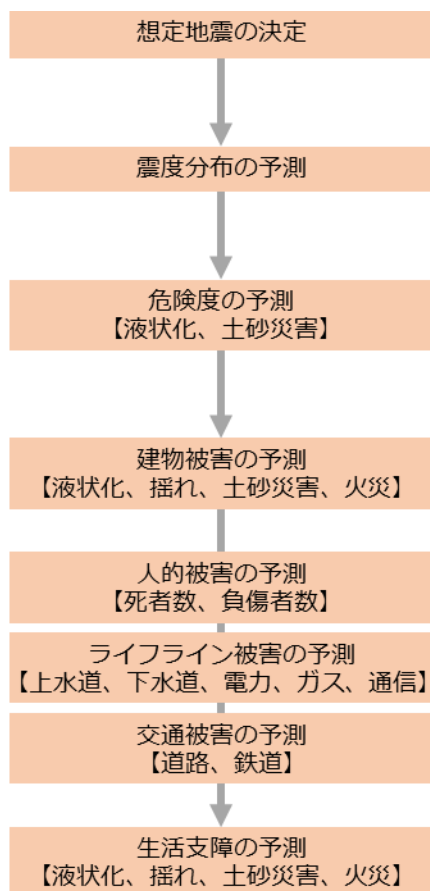 想定地震の決定
震度分布の予測
危険度の予測
【液状化、土砂災害】
建物被害の予測
【液状化、揺れ、土砂災害、火災】
人的被害の予測
【死者数、負傷者数】
ライフライン被害の予測
【上水道、下水道、電力、ガス、通信】
交通被害の予測
【道路、鉄道】
生活支障の予測
【液状化、揺れ、土砂災害、火災】